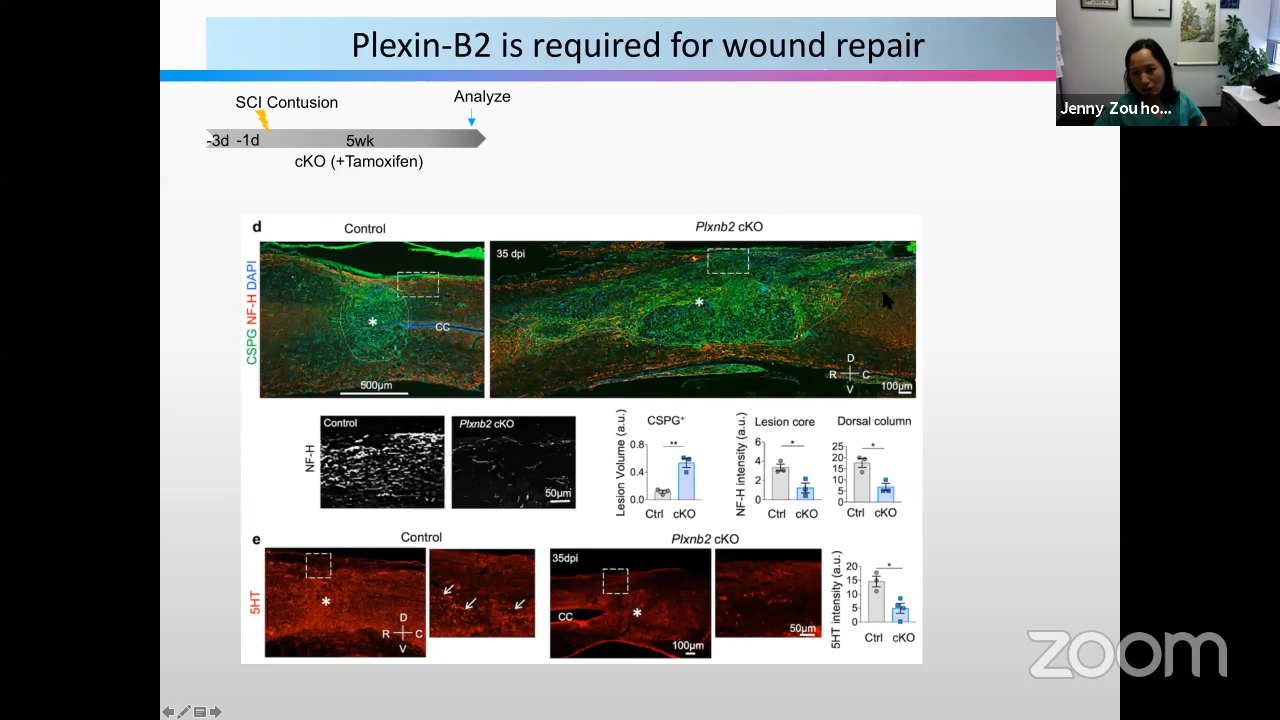 Plexin-B2 is required for wound repair
Jenny Zou ho...
SCI Contusion
Analyze
-3d -1d
5wk
cKO (+Tamoxifen)
d
Control
Plxnb2 cKO
CSPG NF-H DAPI
35 dpi
*
*
CC
500µm
D
R C
V
100µm
NF-H
Control
Plxnb2 cKO
50µm
CSPG+
Lesion Volume (a.u.)
0.8
0.4
0.0
**
Ctrl cKO
Lesion core
NF-H intensity (a.u.)
6
4
2
0
*
Ctrl cKO
Dorsal column
25
20
15
10
5
0
*
Ctrl cKO
e
Control
Plxnb2 cKO
5HT
*
D
R C
V
35dpi
CC
*
100µm
50µm
5HT intensity (a.u.)
20
15
10
5
0
*
Ctrl cKO
zoom